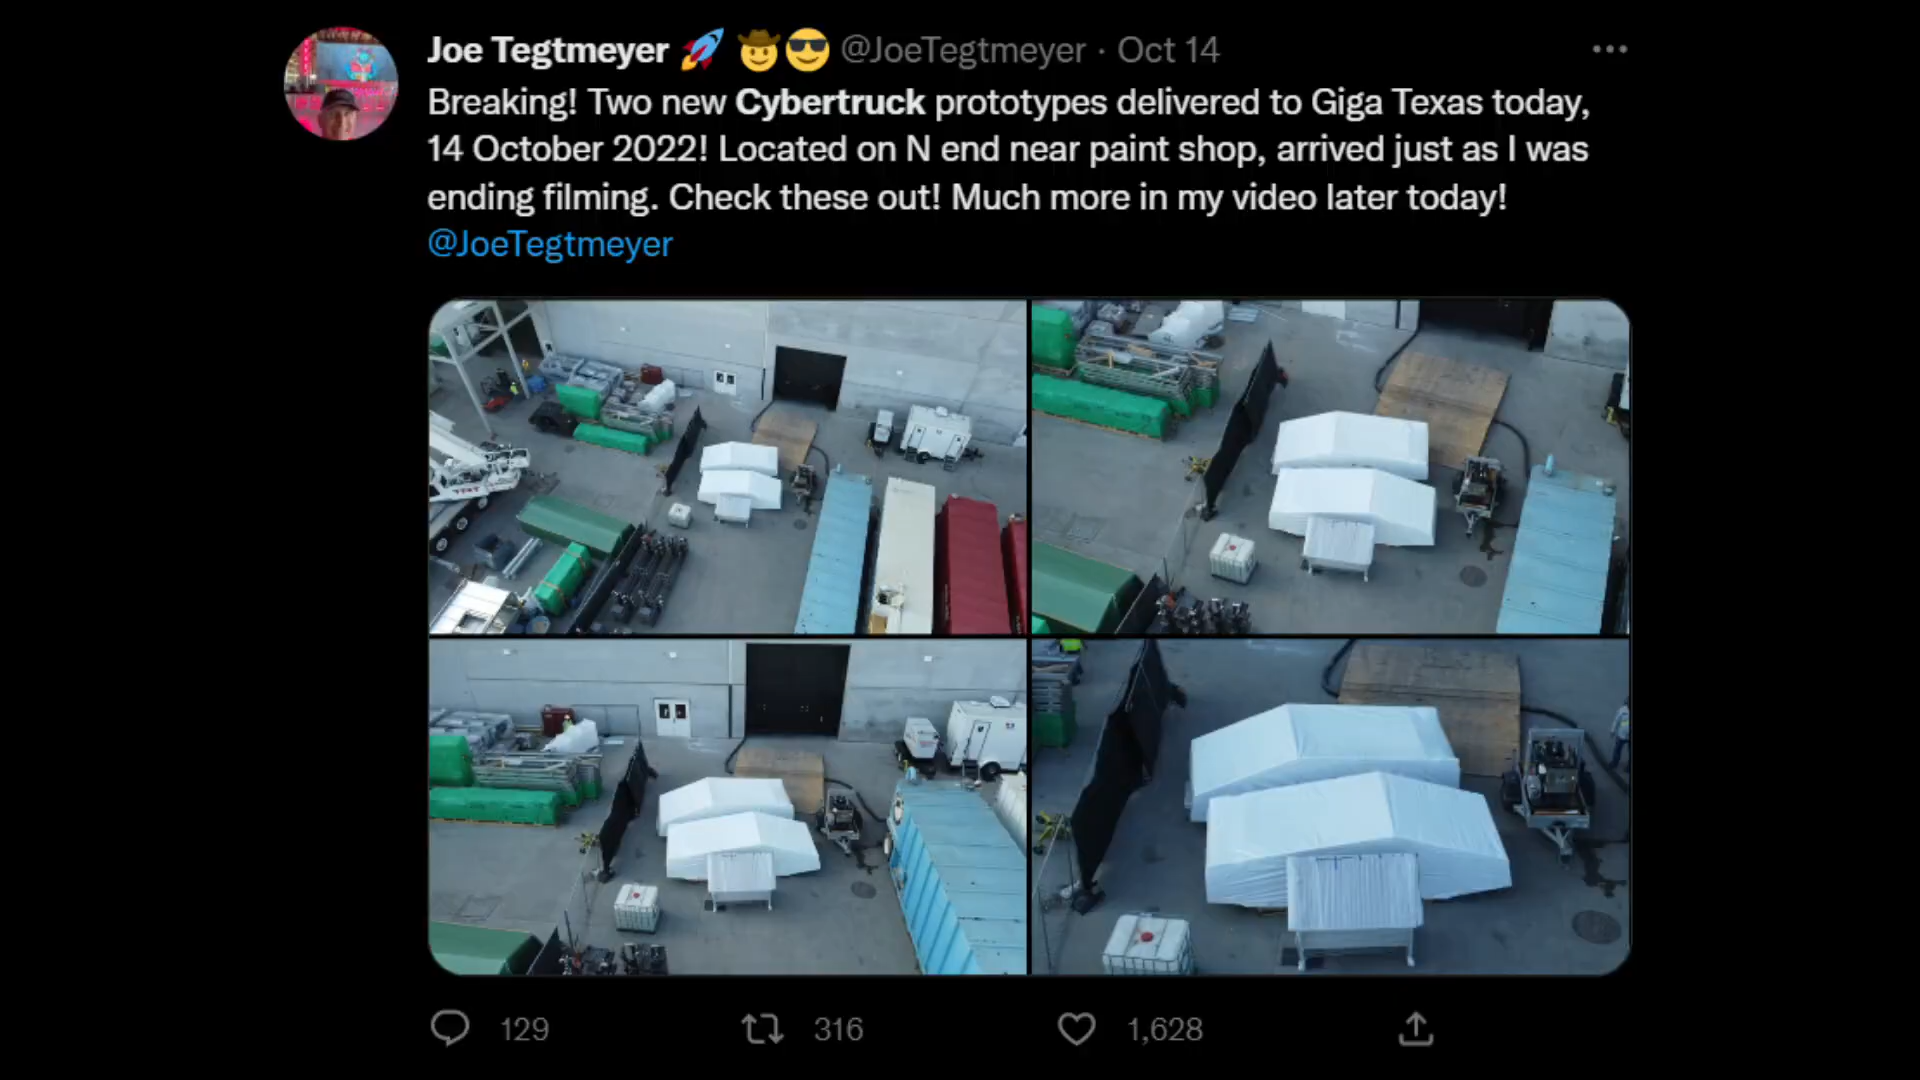 Joe Tegtmeyer 🚀 🤠😎 @JoeTegtmeyer · Oct 14
Breaking! Two new Cybertruck prototypes delivered to Giga Texas today,
14 October 2022! Located on N end near paint shop, arrived just as I was
ending filming. Check these out! Much more in my video later today!
@JoeTegtmeyer
129 316 1,628